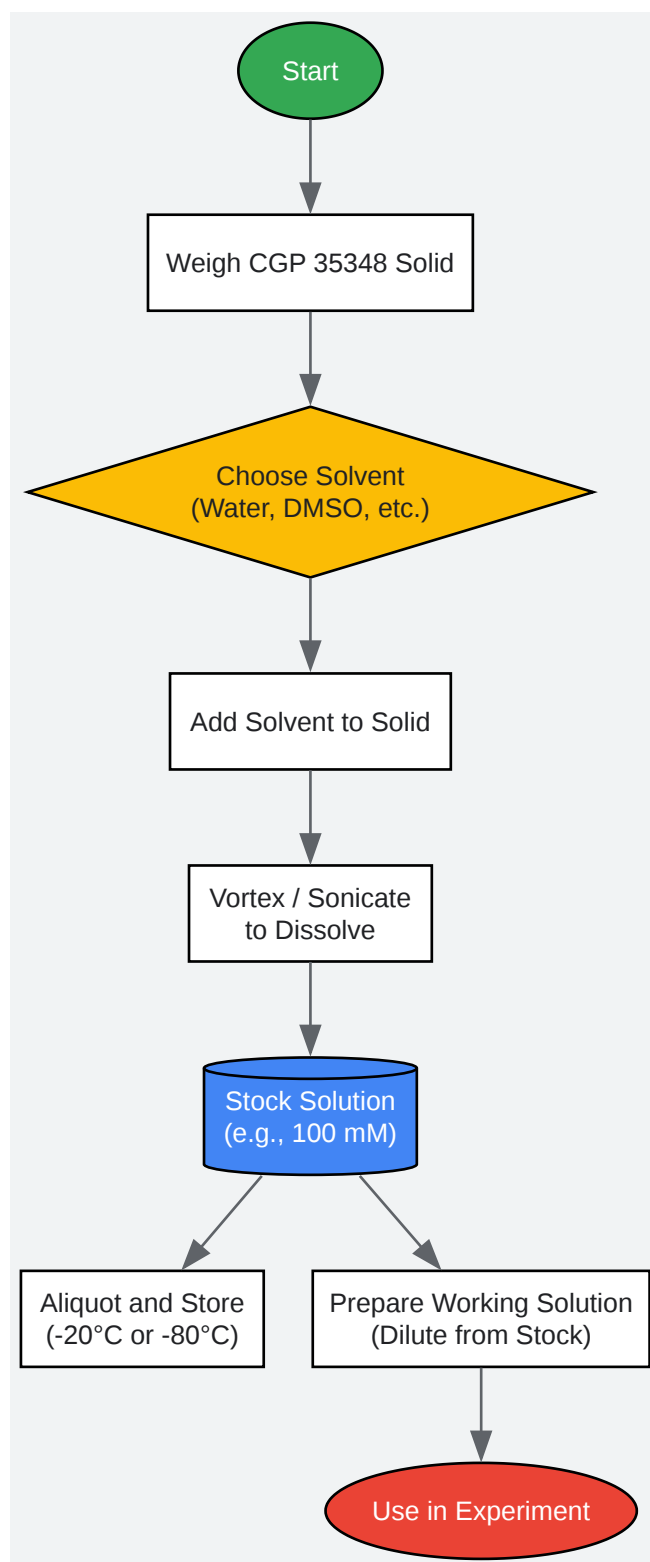 Start
Weigh CGP 35348 Solid
Choose Solvent
(Water, DMSO, etc.)
Add Solvent to Solid
Vortex / Sonicate
to Dissolve
Stock Solution
(e.g., 100 mM)
Aliquot and Store
(-20°C or -80°C)
Prepare Working Solution
(Dilute from Stock)
Use in Experiment